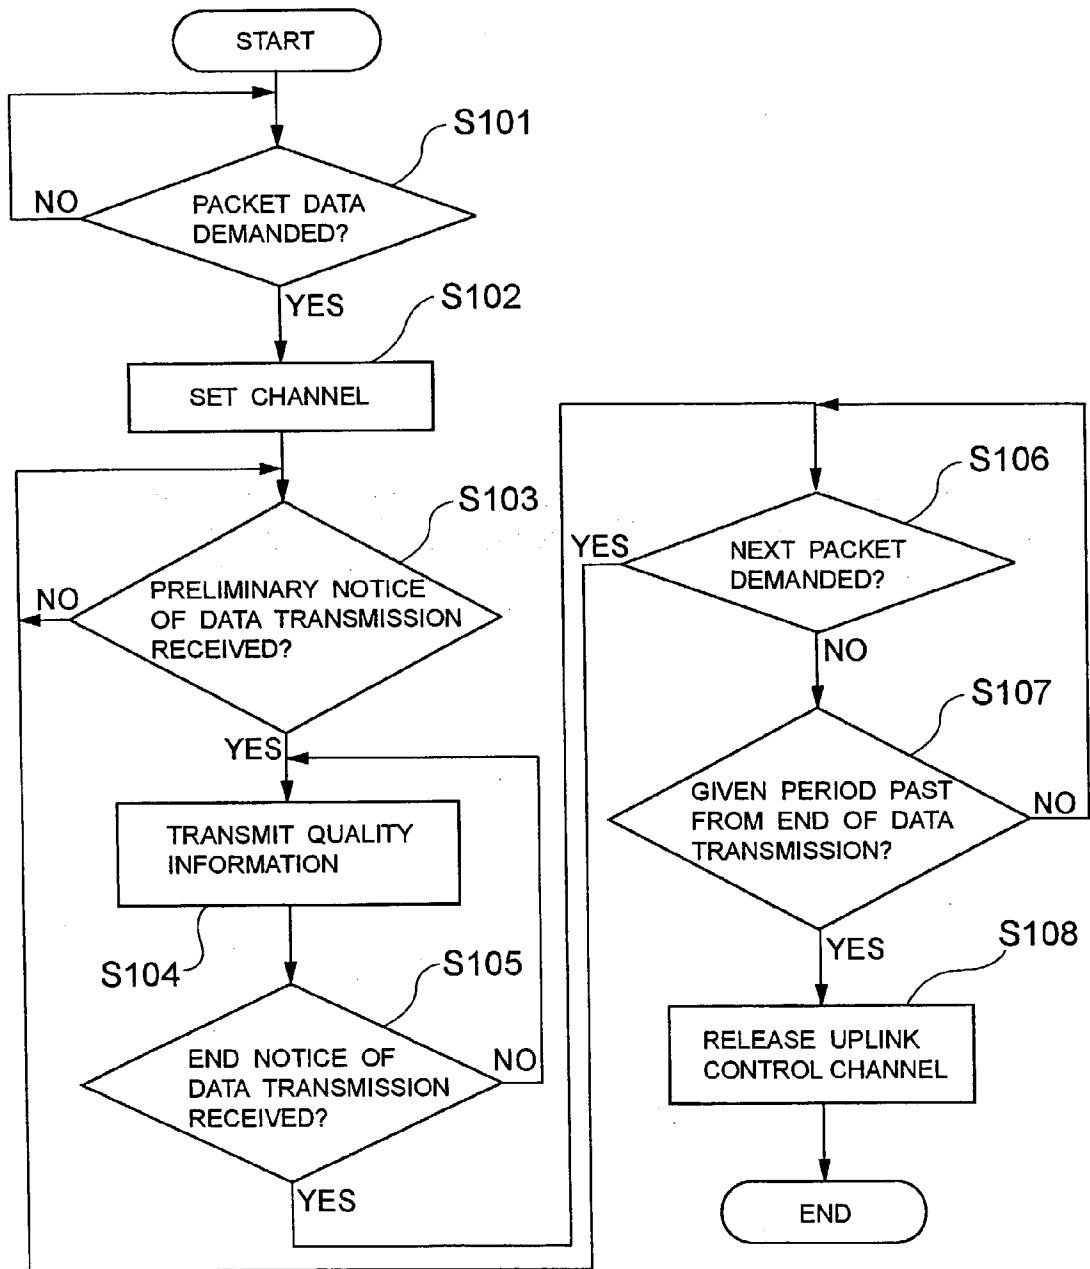 START
S101
NO
PACKET DATA
DEMANDED?
YES
S102
SET CHANNEL
S103
NO
PRELIMINARY NOTICE
OF DATA TRANSMISSION
RECEIVED?
YES
TRANSMIT QUALITY
INFORMATION
S104
S105
END NOTICE OF
DATA TRANSMISSION
RECEIVED?
NO
YES
S106
YES
NEXT PACKET
DEMANDED?
NO
S107
GIVEN PERIOD PAST
FROM END OF DATA
TRANSMISSION?
NO
YES
S108
RELEASE UPLINK
CONTROL CHANNEL
END